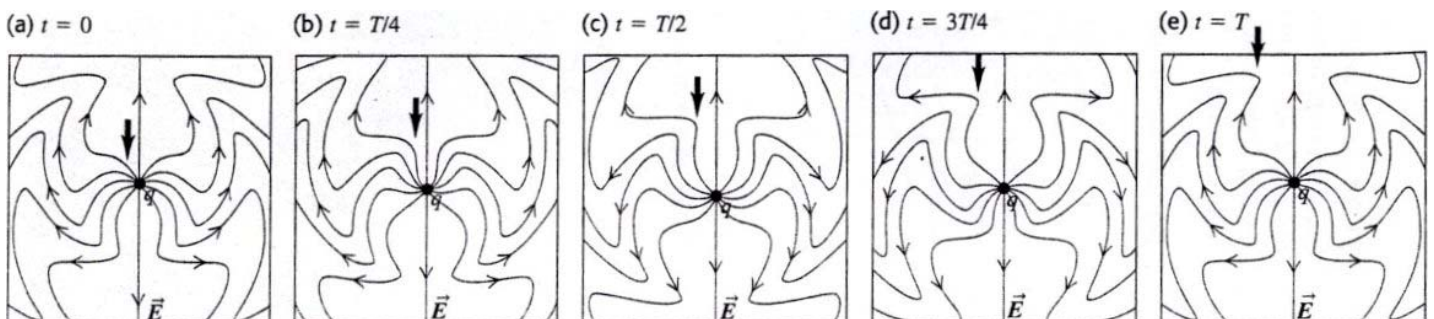 (a) t = 0
(b) t = T/4
(c) t = T/2
(d) t = 3T/4
(e) t = T
q
q
q
q
q
E⃗
E⃗
E⃗
E⃗
E⃗